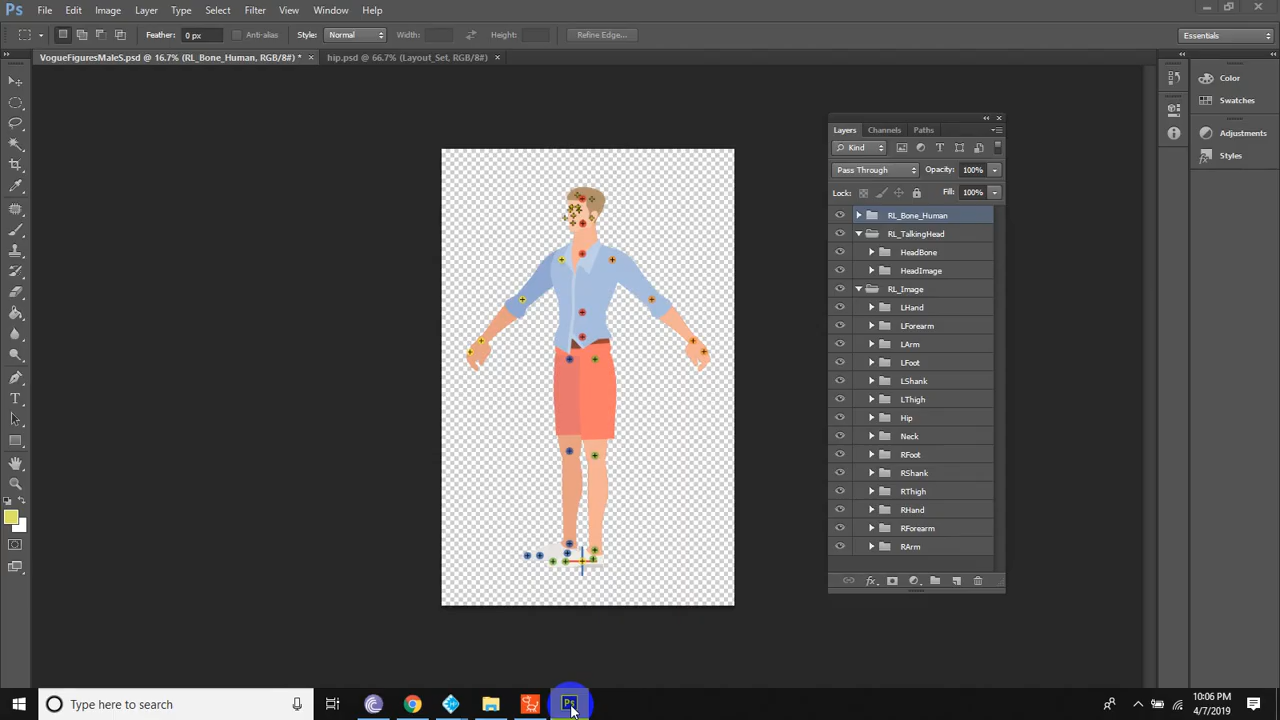 Ps File Edit Image Layer Type Select Filter View Window Help
Feather: 0 px Anti-alias Style: Normal Width: Height: Refine Edge... Essentials
VogueFiguresMaleS.psd @ 16.7% (RL_Bone_Human, RGB/8#) * × hip.psd @ 66.7% (Layout_Set, RGB/8#) ×
Color
Swatches
Adjustments
Styles
Layers Channels Paths
Kind
Pass Through Opacity: 100%
Lock: Fill: 100%
RL_Bone_Human
RL_TalkingHead
HeadBone
HeadImage
RL_Image
LHand
LForearm
LArm
LFoot
LShank
LThigh
Hip
Neck
RFoot
RShank
RThigh
RHand
RForearm
RArm
fx
Type here to search
Ps
10:06 PM
4/7/2019